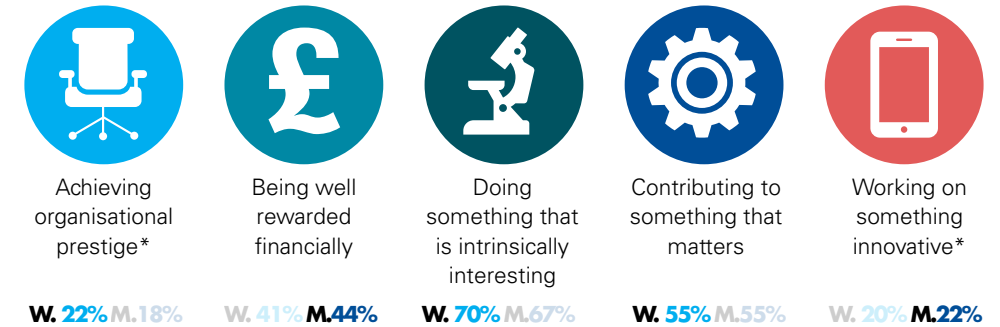 £
Achieving
organisational
prestige*
Being well
rewarded
financially
Doing
something that
is intrinsically
interesting
Contributing to
something that
matters
Working on
something
innovative*
W. 22% M.18%
W. 41% M.44%
W. 70% M.67%
W. 55% M.55%
W. 20% M.22%